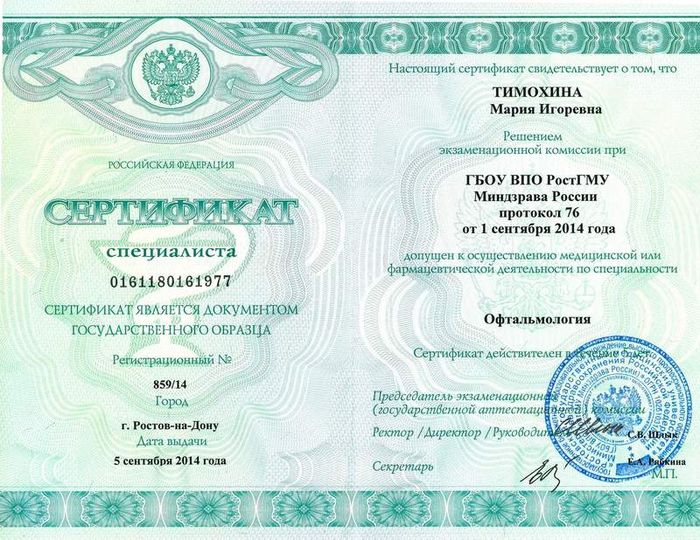 РОССИЙСКАЯ ФЕДЕРАЦИЯ
СЕРТИФИКАТ
специалиста
0161180161977
СЕРТИФИКАТ ЯВЛЯЕТСЯ ДОКУМЕНТОМ
ГОСУДАРСТВЕННОГО ОБРАЗЦА
Регистрационный №
859/14
Город
г. Ростов-на-Дону
Дата выдачи
5 сентября 2014 года
Настоящий сертификат свидетельствует о том, что
ТИМОХИНА
Мария Игоревна
Решением
экзаменационной комиссии при
ГБОУ ВПО РостГМУ
Минздрава России
протокол 76
от 1 сентября 2014 года
допущен к осуществлению медицинской или
фармацевтической деятельности по специальности
Офтальмология
Сертификат действителен в течение 5 лет
Председатель экзаменационной
(государственной аттестационной) комиссии
Ректор /Директор /Руководитель
С.В. Шлык
Секретарь
Е.А. Рябкина
М.П.